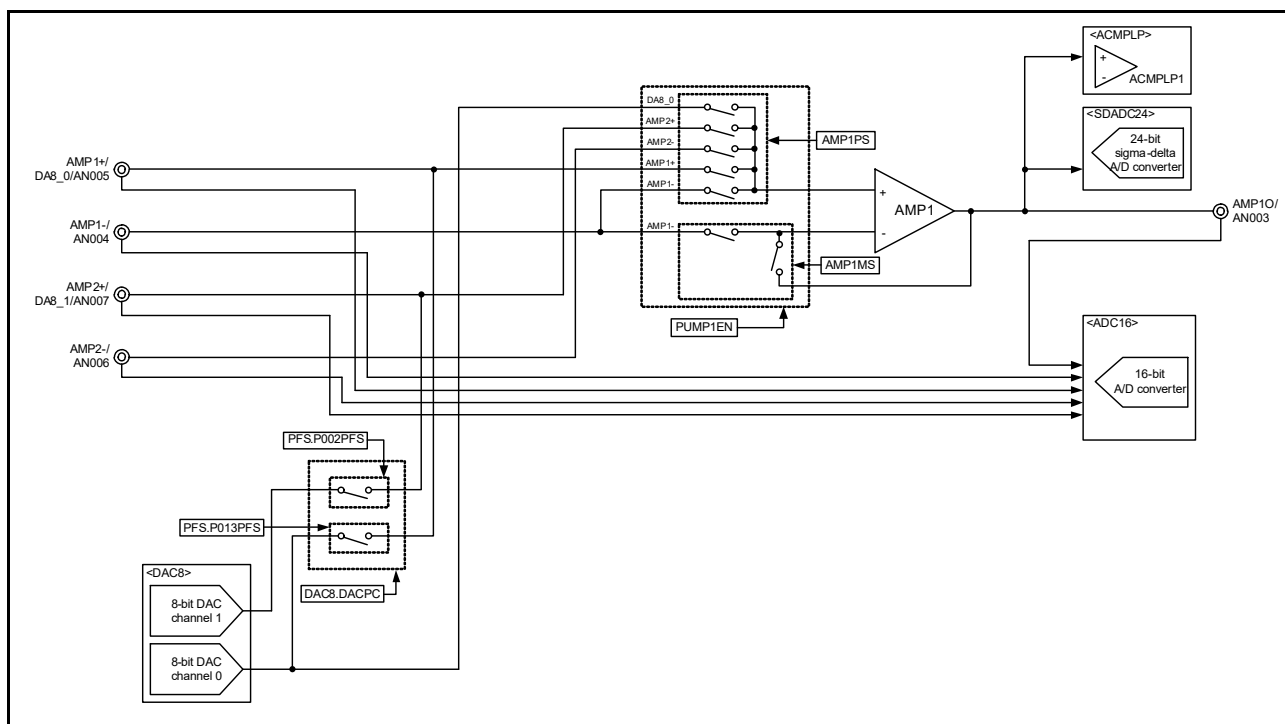 <ACMPLP>
+
-
ACMPLP1
<SDADC24>
24-bit
sigma-delta
A/D converter
DA8_0
AMP2+
AMP2-
AMP1+
AMP1-
AMP1-
AMP1PS
AMP1MS
PUMP1EN
+
-
AMP1
AMP1+/
DA8_0/AN005
AMP1-/
AN004
AMP2+/
DA8_1/AN007
AMP2-/
AN006
AMP1O/
AN003
<ADC16>
16-bit
A/D converter
PFS.P002PFS
PFS.P013PFS
DAC8.DACPC
<DAC8>
8-bit DAC
channel 1
8-bit DAC
channel 0